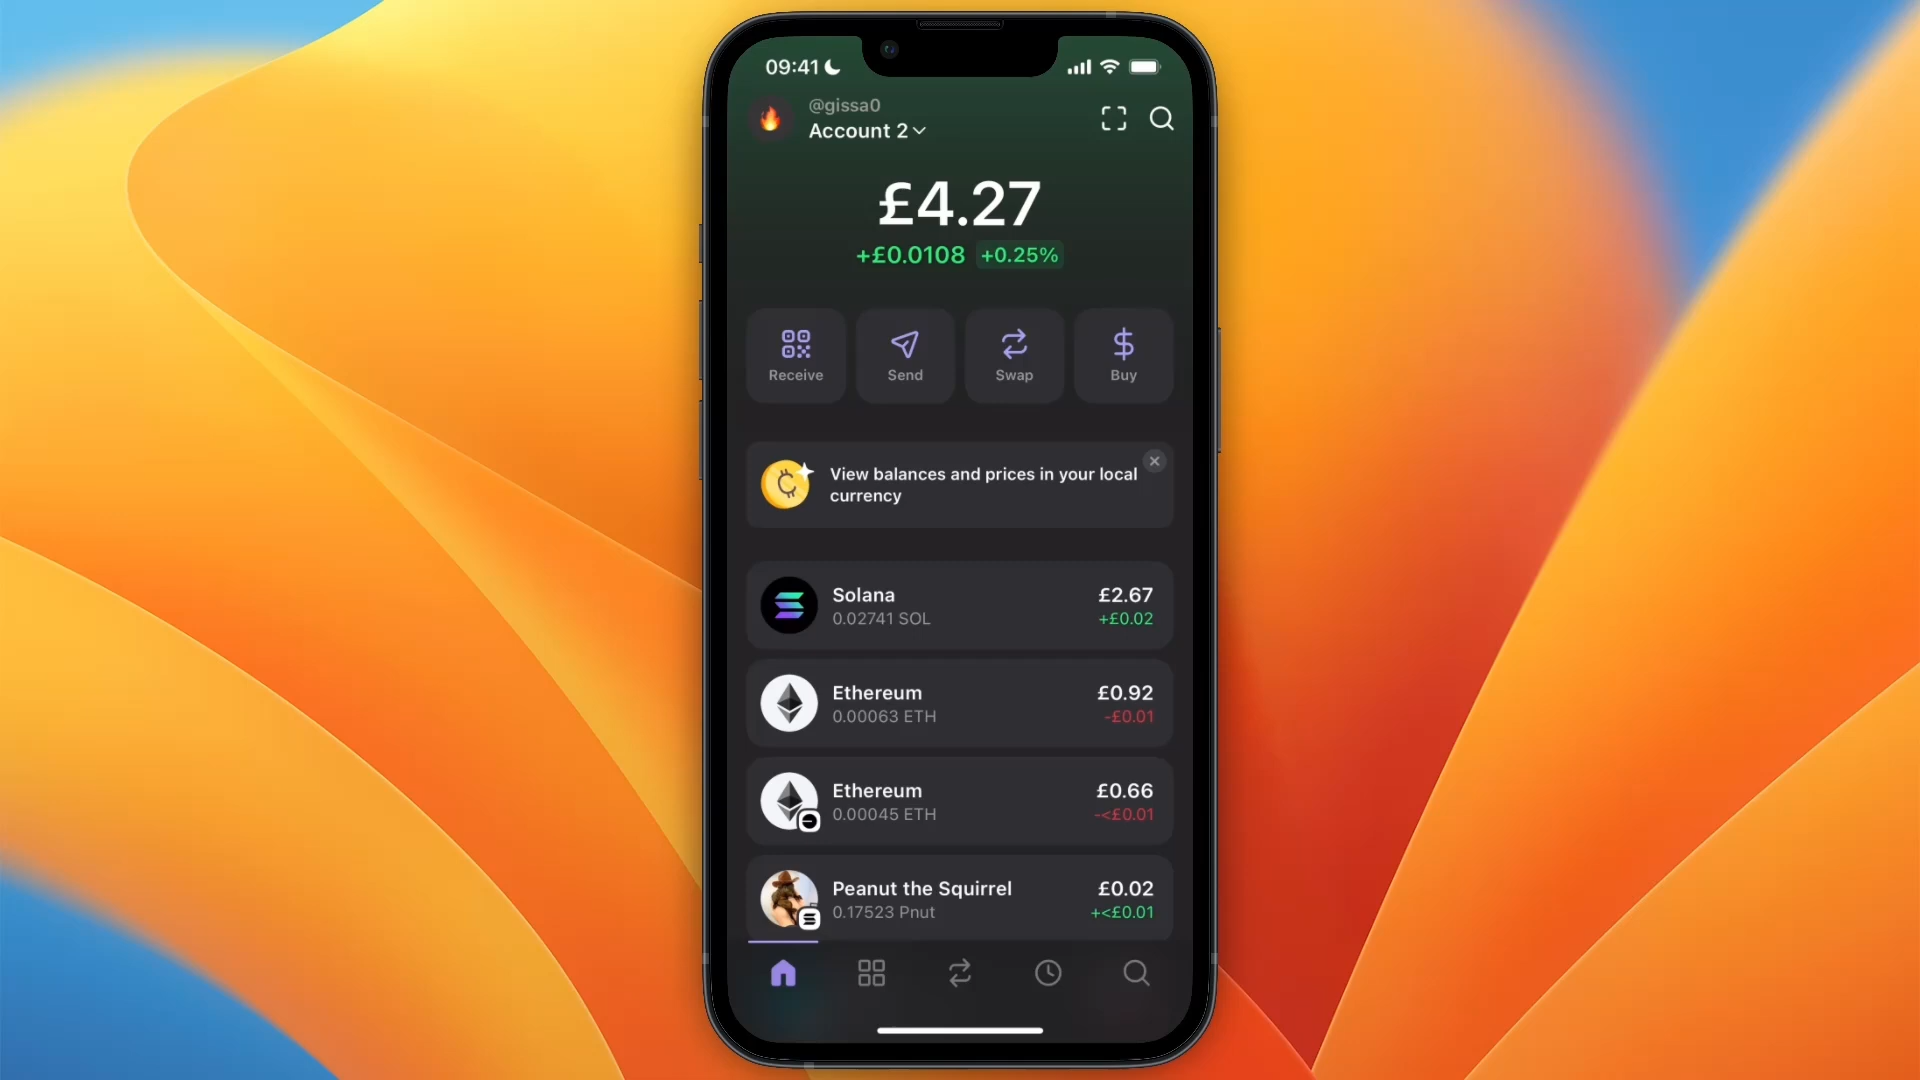 09:41
@gissa0
Account 2
£4.27
+£0.0108 +0.25%
Receive Send Swap Buy
View balances and prices in your local
currency
Solana £2.67
0.02741 SOL +£0.02
Ethereum £0.92
0.00063 ETH -£0.01
Ethereum £0.66
0.00045 ETH -<£0.01
Peanut the Squirrel £0.02
0.17523 Pnut +<£0.01